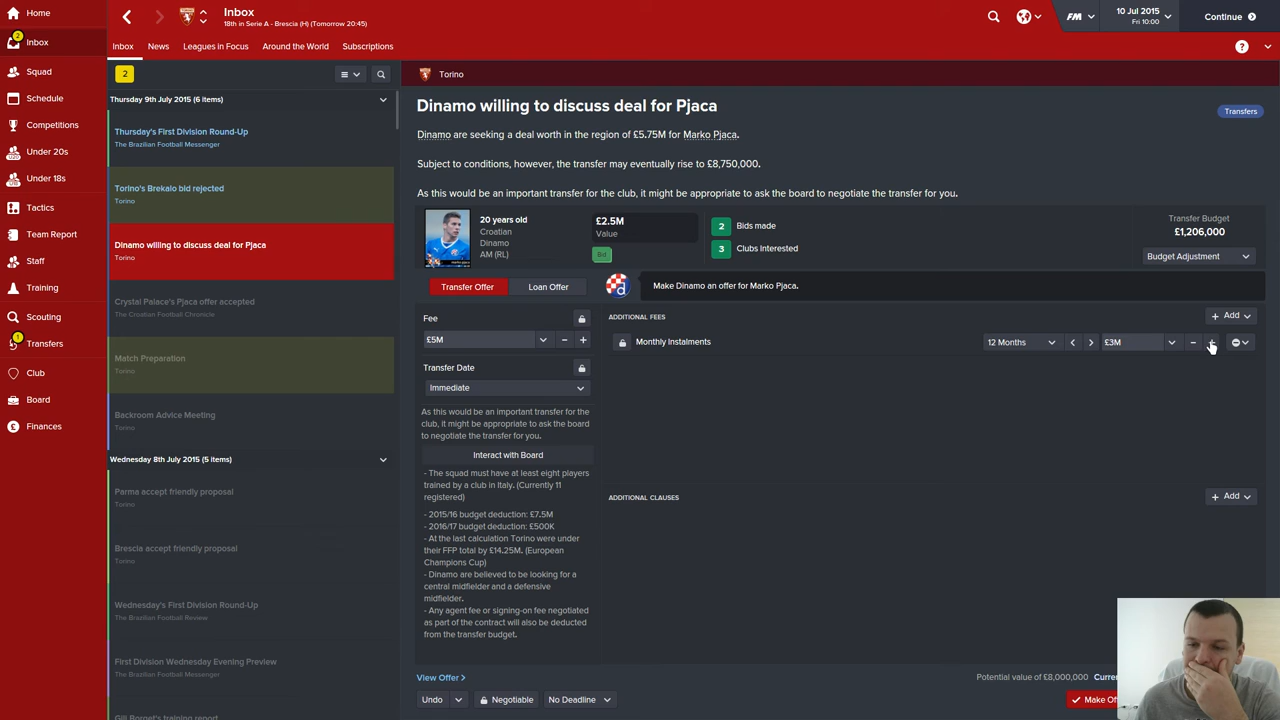 Home
2
Inbox
Squad
Schedule
Competitions
Under 20s
Under 18s
Tactics
Team Report
Staff
Training
Scouting
1
Transfers
Club
Board
Finances
Inbox
18th in Serie A - Brescia (H) (Tomorrow 20:45)
FM
10 Jul 2015
Fri 10:00
Continue
Inbox
News
Leagues in Focus
Around the World
Subscriptions
?
2
Thursday 9th July 2015 (6 items)
Thursday's First Division Round-Up
The Brazilian Football Messenger
Torino's Brekalo bid rejected
Torino
Dinamo willing to discuss deal for Pjaca
Torino
Crystal Palace's Pjaca offer accepted
The Croatian Football Chronicle
Match Preparation
Torino
Backroom Advice Meeting
Torino
Wednesday 8th July 2015 (5 items)
Parma accept friendly proposal
Torino
Brescia accept friendly proposal
Torino
Wednesday's First Division Round-Up
The Brazilian Football Review
First Division Wednesday Evening Preview
The Brazilian Football Messenger
Gill Borget's training report
Torino
Dinamo willing to discuss deal for Pjaca
Transfers
Dinamo are seeking a deal worth in the region of £5.75M for Marko Pjaca.
Subject to conditions, however, the transfer may eventually rise to £8,750,000.
As this would be an important transfer for the club, it might be appropriate to ask the board to negotiate the transfer for you.
20 years old
Croatian
Dinamo
AM (RL)
£2.5M
Value
Bid
2 Bids made
3 Clubs Interested
Transfer Budget
£1,206,000
Budget Adjustment
Transfer Offer
Loan Offer
Make Dinamo an offer for Marko Pjaca.
Fee
£5M
Transfer Date
Immediate
As this would be an important transfer for the
club, it might be appropriate to ask the board
to negotiate the transfer for you.
Interact with Board
- The squad must have at least eight players
trained by a club in Italy. (Currently 11
registered)
- 2015/16 budget deduction: £7.5M
- 2016/17 budget deduction: £500K
- At the last calculation Torino were under
their FFP total by £14.25M. (European
Champions Cup)
- Dinamo are believed to be looking for a
central midfielder and a defensive
midfielder.
- Any agent fee or signing-on fee negotiated
as part of the contract will also be deducted
from the transfer budget.
ADDITIONAL FEES
+ Add
Monthly Instalments
12 Months
£3M
ADDITIONAL CLAUSES
+ Add
View Offer >
Potential value of £8,000,000
Undo
Negotiable
No Deadline